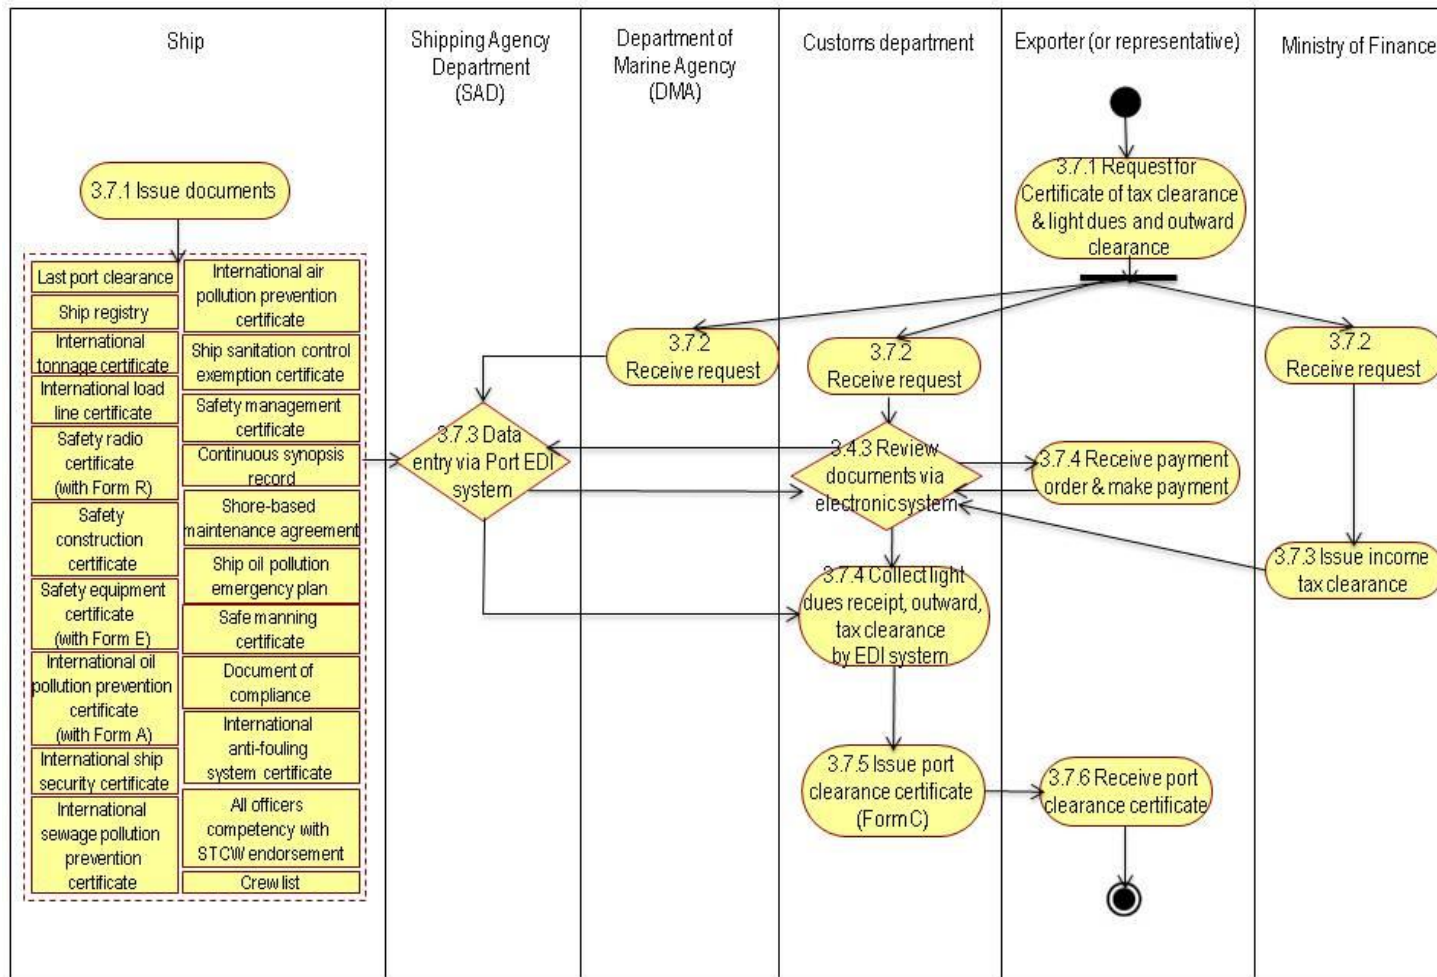 Ship
Shipping Agency
Department
(SAD)
Department of
Marine Agency
(DMA)
Customs department
Exporter (or representative)
Ministry of Finance
3.7.1 Issue documents
Last port clearance
Ship registry
International
tonnage certificate
International load
line certificate
Safety radio
certificate
(with Form R)
Safety
construction
certificate
Safety equipment
certificate
(with Form E)
International oil
pollution prevention
certificate
(with Form A)
International ship
security certificate
International
sewage pollution
prevention
certificate
International air
pollution prevention
certificate
Ship sanitation control
exemption certificate
Safety management
certificate
Continuous synopsis
record
Shore-based
maintenance agreement
Ship oil pollution
emergency plan
Safe manning
certificate
Document of
compliance
International
anti-fouling
system certificate
All officers
competency with
STCW endorsement
Crew list
3.7.3 Data
entry via Port EDI
system
3.7.2
Receive request
3.7.2
Receive request
3.4.3 Review
documents via
electronic system
3.7.4 Collect light
dues receipt, outward,
tax clearance
by EDI system
3.7.5 Issue port
clearance certificate
(Form C)
3.7.1 Request for
Certificate of tax clearance
& light dues and outward
clearance
3.7.4 Receive payment
order & make payment
3.7.6 Receive port
clearance certificate
3.7.2
Receive request
3.7.3 Issue income
tax clearance